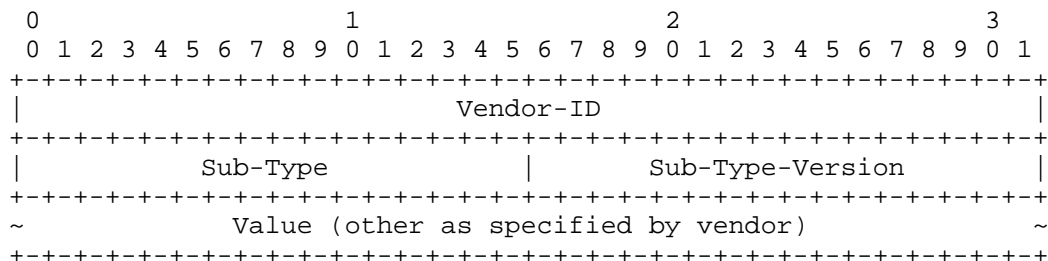 0                   1                   2                   3
 0 1 2 3 4 5 6 7 8 9 0 1 2 3 4 5 6 7 8 9 0 1 2 3 4 5 6 7 8 9 0 1
+-+-+-+-+-+-+-+-+-+-+-+-+-+-+-+-+-+-+-+-+-+-+-+-+-+-+-+-+-+-+-+-+
|                           Vendor-ID                           |
+-+-+-+-+-+-+-+-+-+-+-+-+-+-+-+-+-+-+-+-+-+-+-+-+-+-+-+-+-+-+-+-+
|           Sub-Type            |       Sub-Type-Version        |
+-+-+-+-+-+-+-+-+-+-+-+-+-+-+-+-+-+-+-+-+-+-+-+-+-+-+-+-+-+-+-+-+
~             Value (other as specified by vendor)              ~
+-+-+-+-+-+-+-+-+-+-+-+-+-+-+-+-+-+-+-+-+-+-+-+-+-+-+-+-+-+-+-+-+